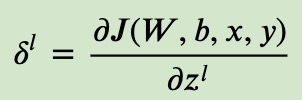 δ^l = ∂J(W, b, x, y) / ∂z^l